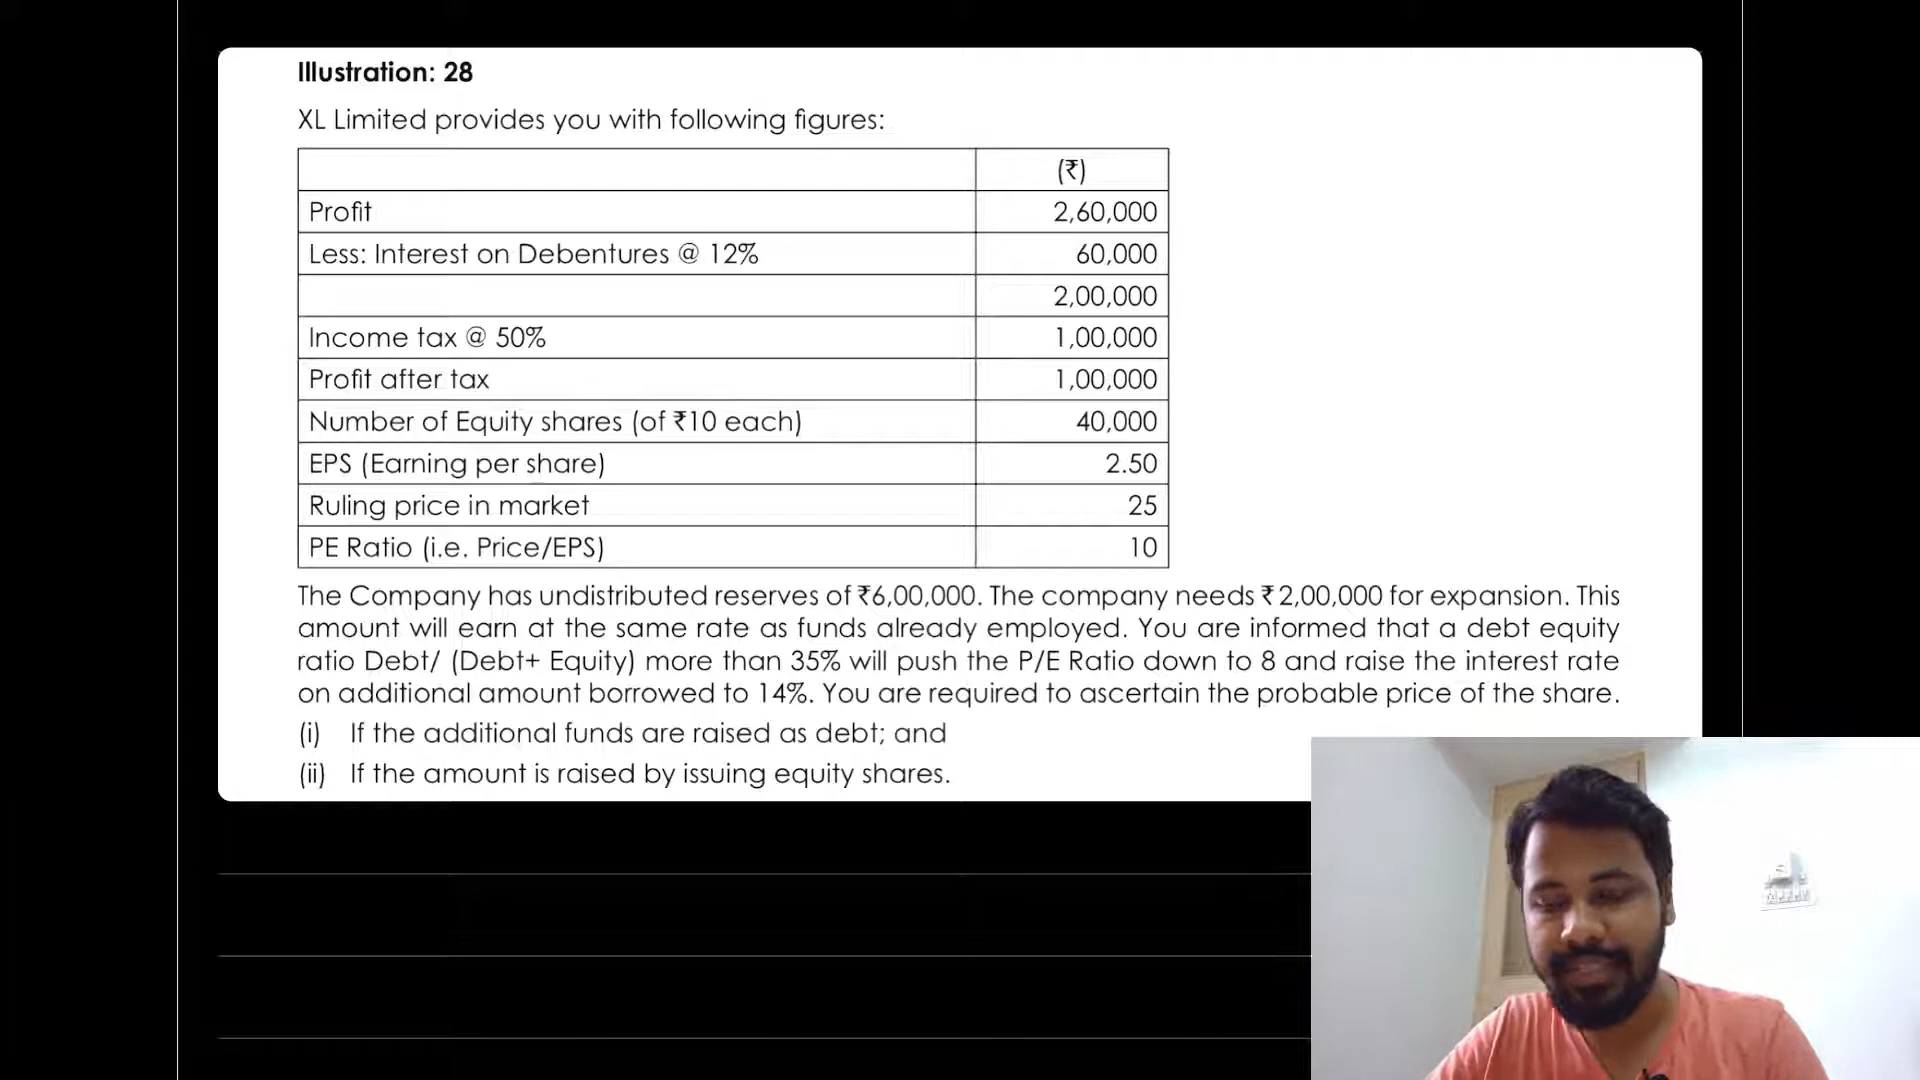 Illustration: 28
XL Limited provides you with following figures:
(₹)
Profit 2,60,000
Less: Interest on Debentures @ 12% 60,000
2,00,000
Income tax @ 50% 1,00,000
Profit after tax 1,00,000
Number of Equity shares (of ₹10 each) 40,000
EPS (Earning per share) 2.50
Ruling price in market 25
PE Ratio (i.e. Price/EPS) 10
The Company has undistributed reserves of ₹6,00,000. The company needs ₹2,00,000 for expansion. This
amount will earn at the same rate as funds already employed. You are informed that a debt equity
ratio Debt/ (Debt+ Equity) more than 35% will push the P/E Ratio down to 8 and raise the interest rate
on additional amount borrowed to 14%. You are required to ascertain the probable price of the share.
(i) If the additional funds are raised as debt; and
(ii) If the amount is raised by issuing equity shares.